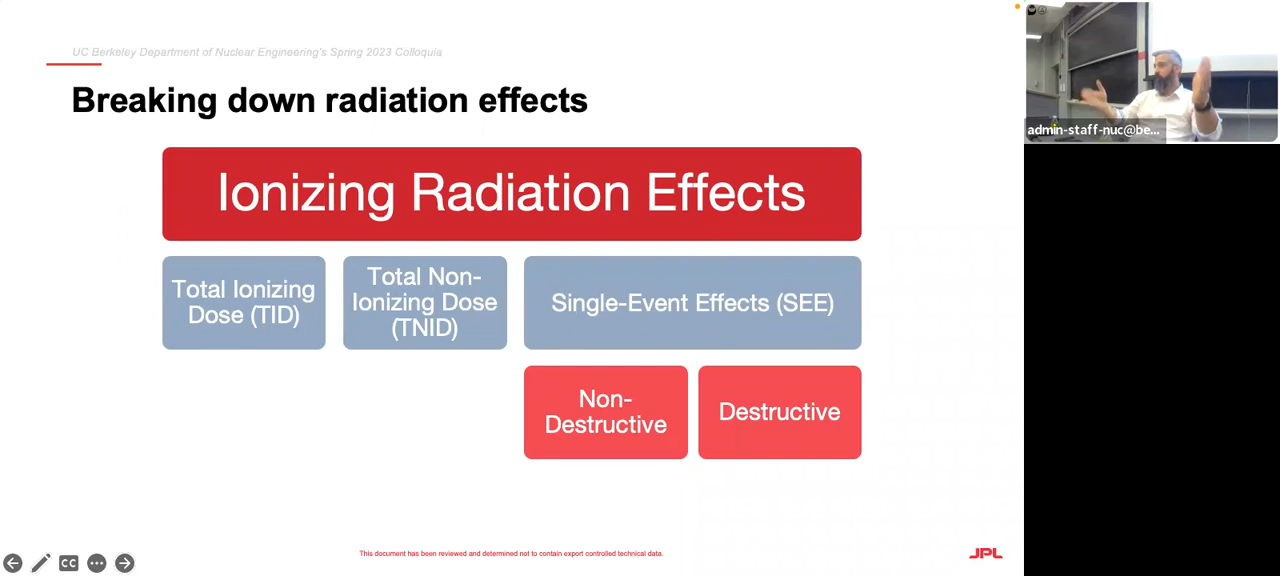 UC Berkeley Department of Nuclear Engineering's Spring 2023 Colloquia
Breaking down radiation effects
Ionizing Radiation Effects
Total Ionizing
Dose (TID)
Total Non-
Ionizing Dose
(TNID)
Single-Event Effects (SEE)
Non-
Destructive
Destructive
This document has been reviewed and determined not to contain export controlled technical data.
JPL
CC
admin-staff-nuc@be...